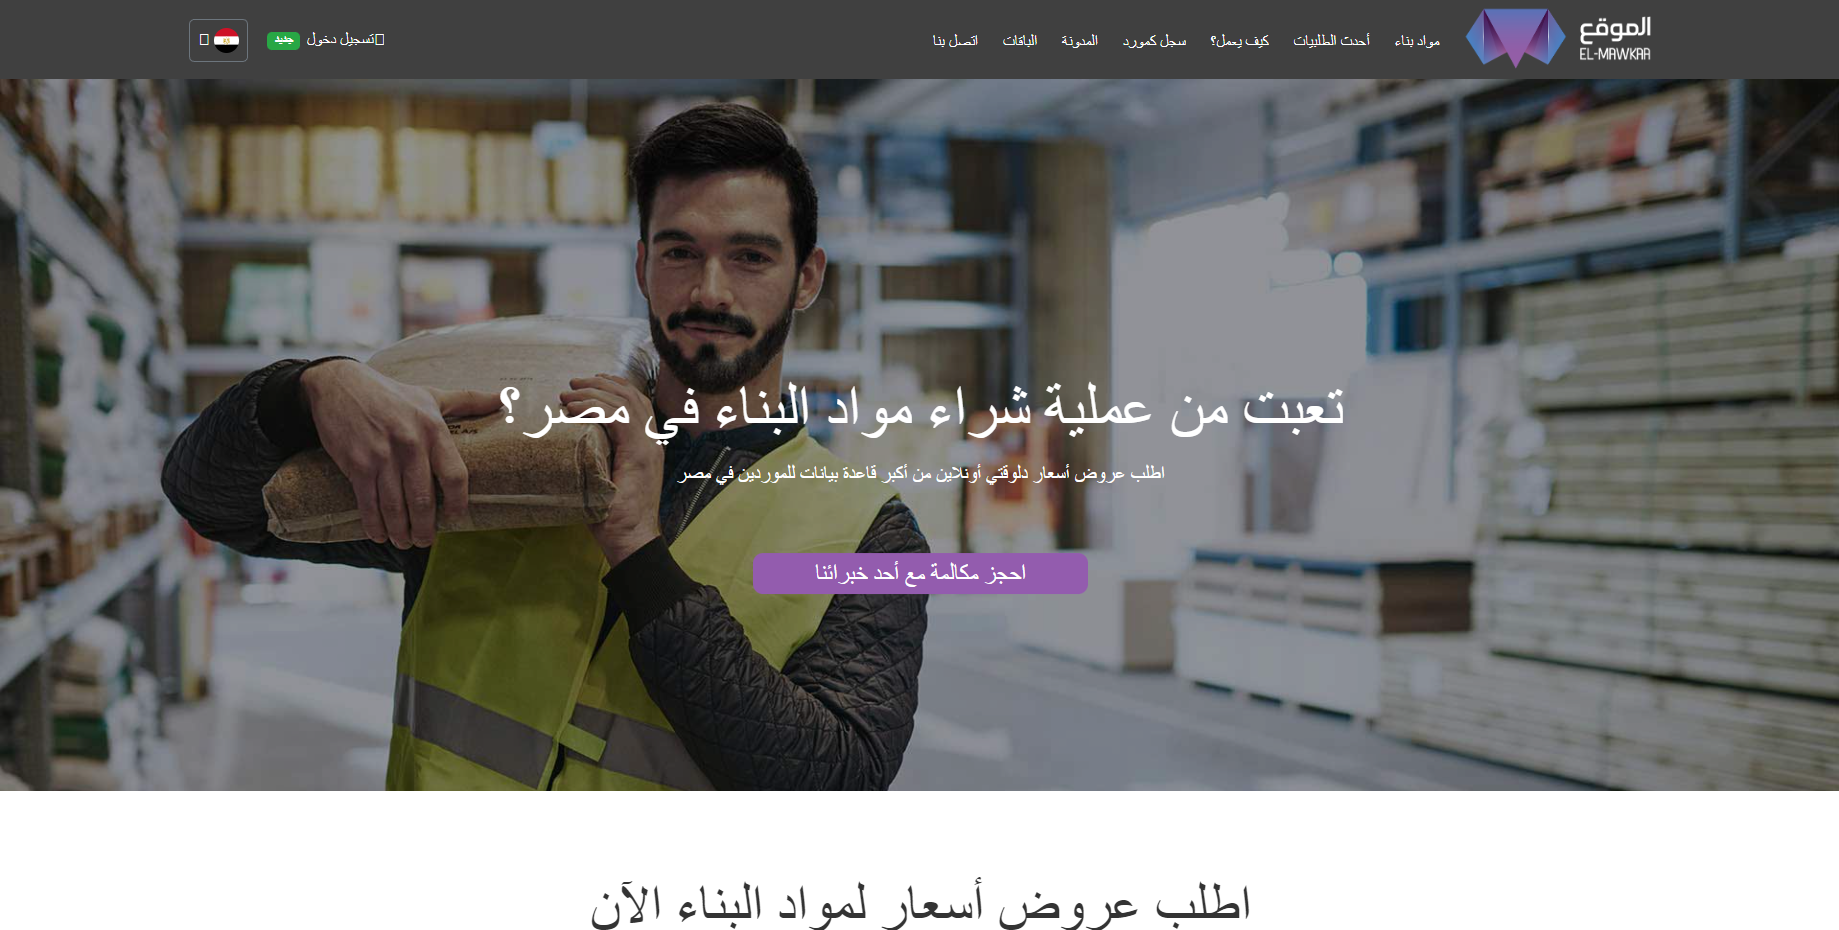 الموقع
EL-MAWKAA
مواد بناء
أحدث الطلبيات
كيف يعمل؟
سجل كمورد
المدونة
الباقات
اتصل بنا
تسجيل دخول جديد
تعبت من عملية شراء مواد البناء في مصر؟
اطلب عروض أسعار دلوقتي أونلاين من أكبر قاعدة بيانات للموردين في مصر
احجز مكالمة مع أحد خبرائنا
اطلب عروض أسعار لمواد البناء الآن